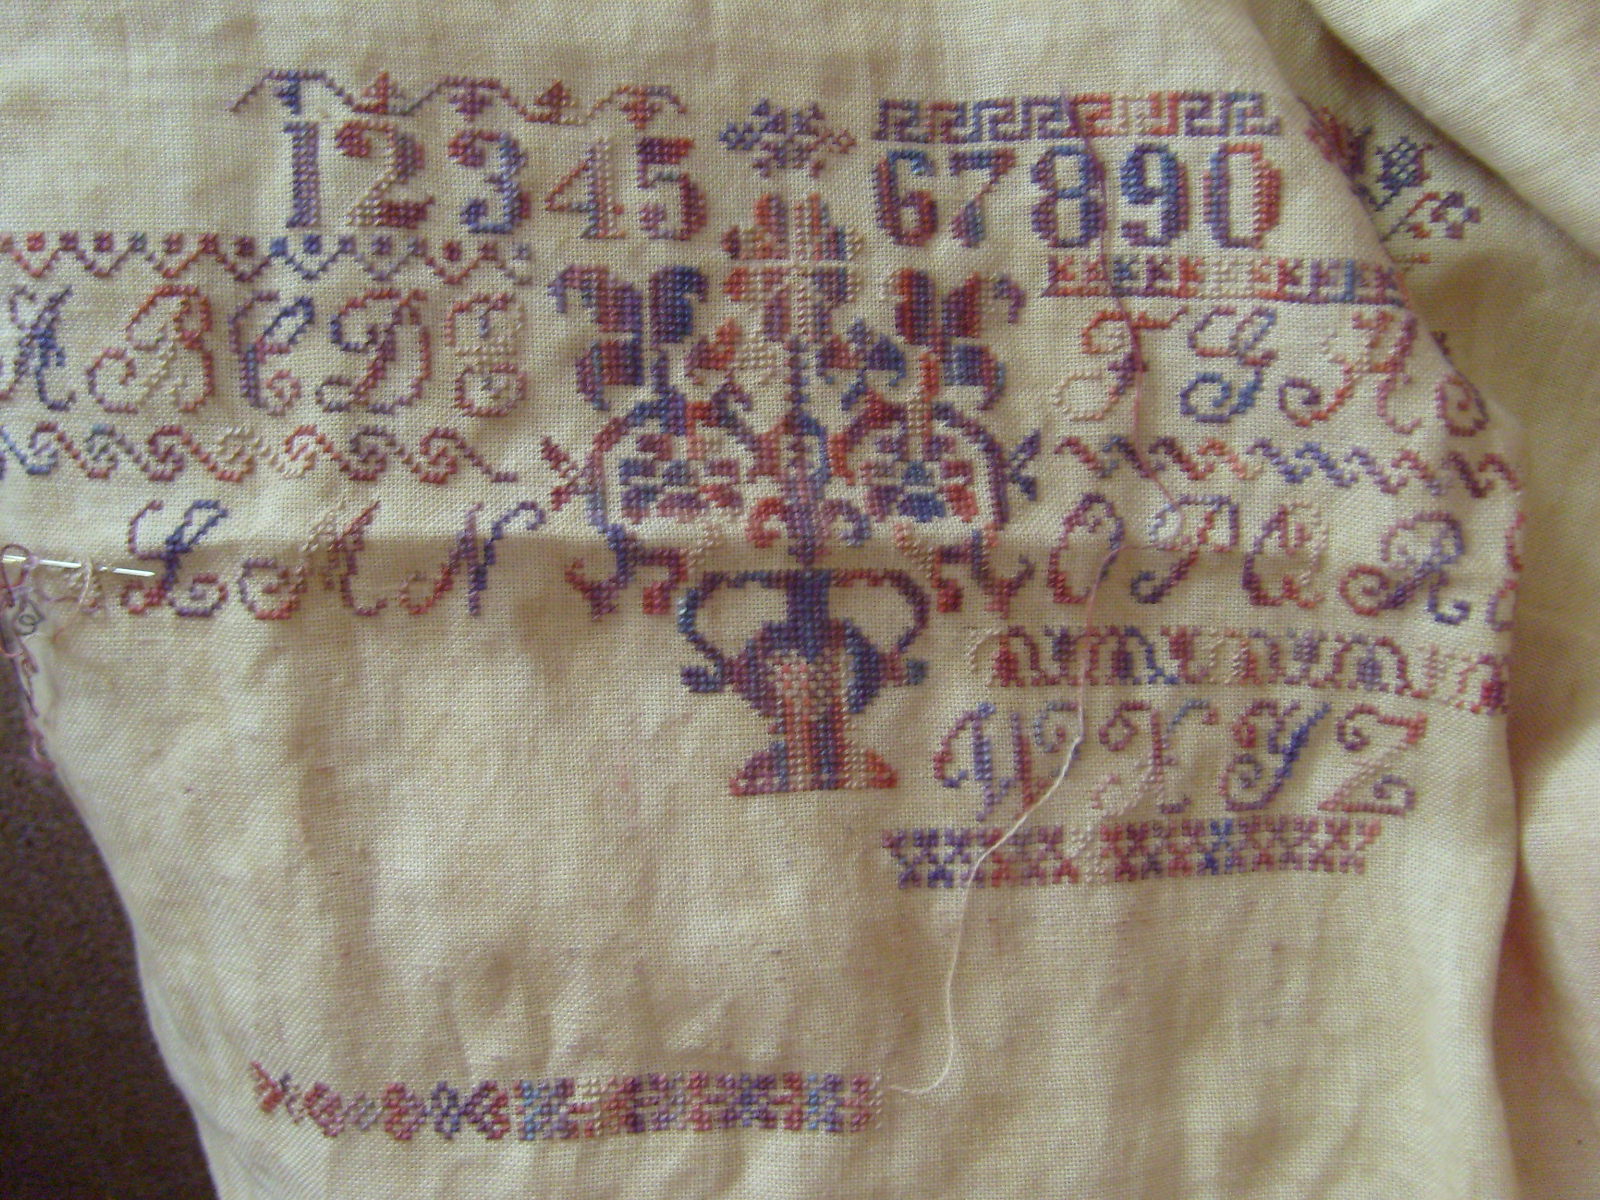 12345 67890
A B C D E F G H
L M N O P Q R
W X Y Z